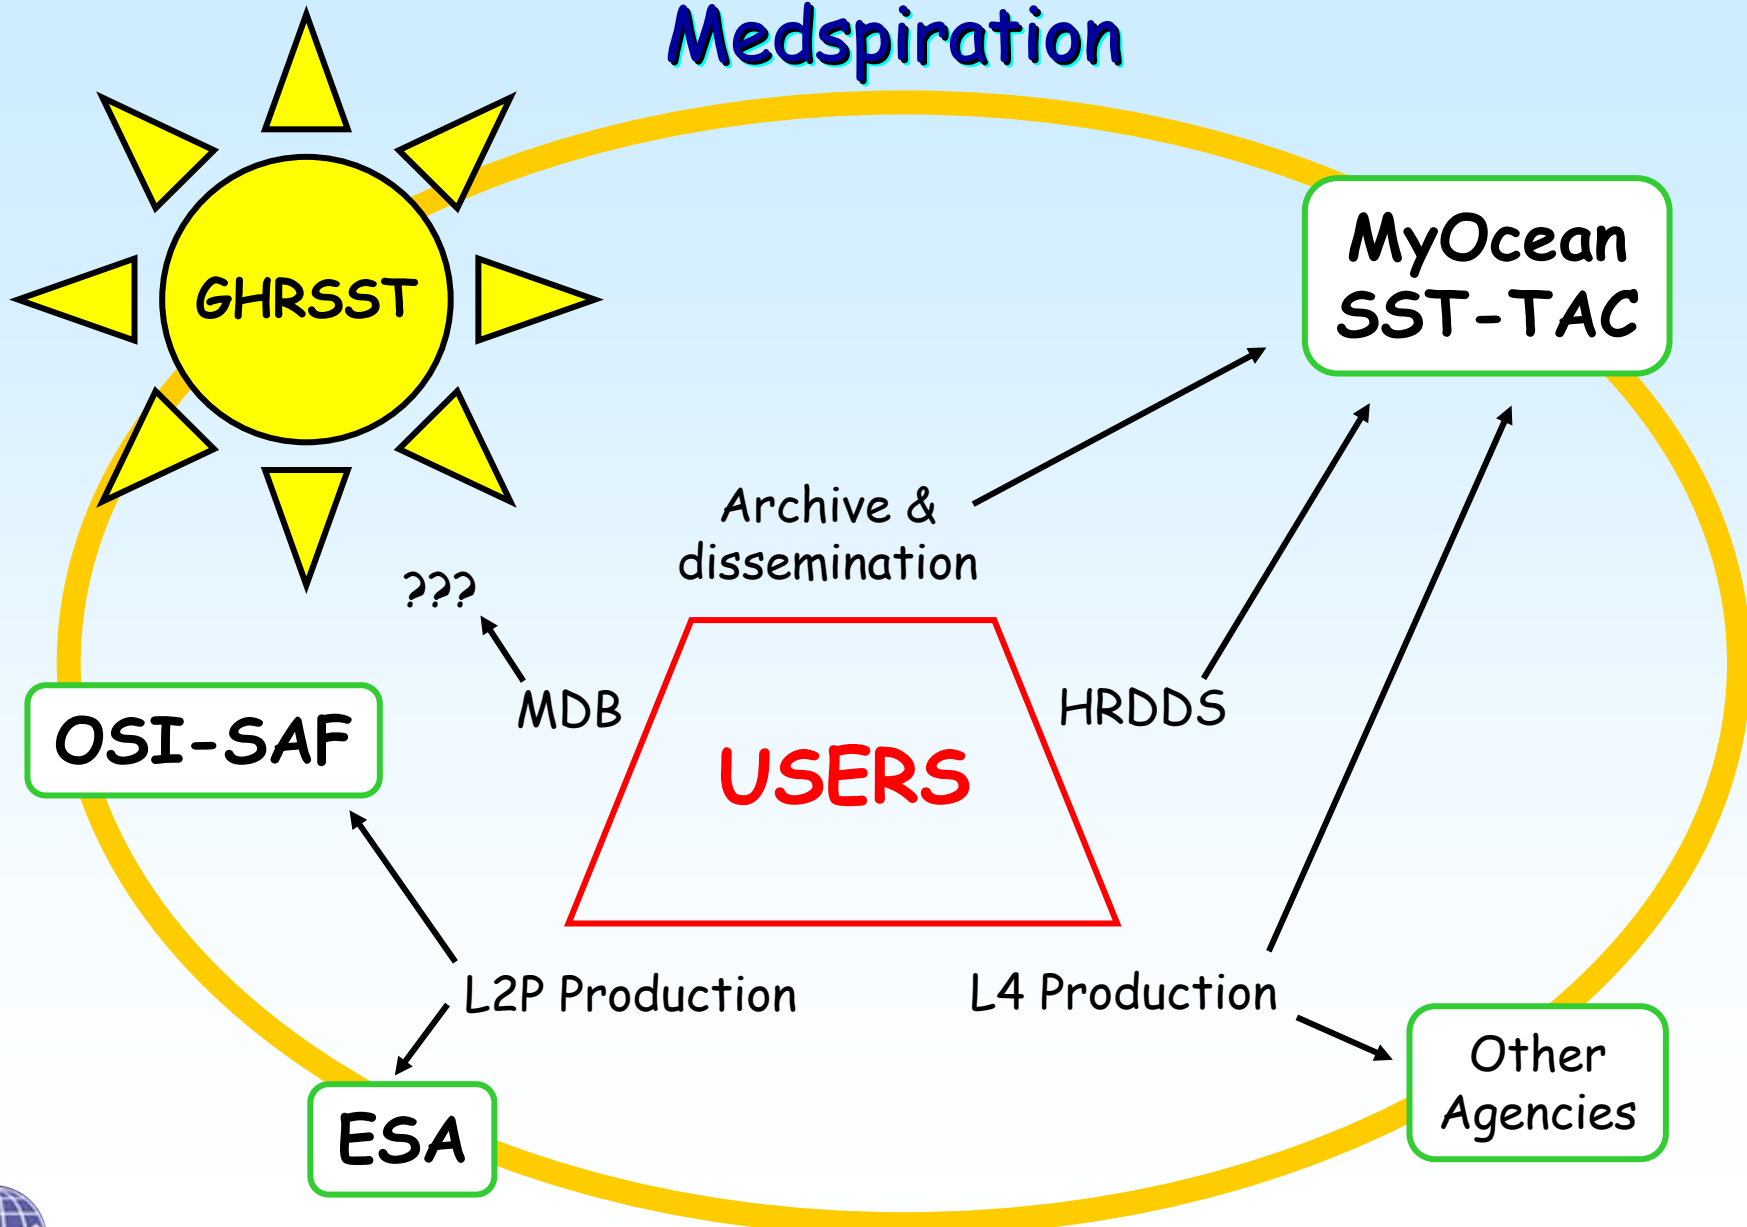 Medspiration
GHRSST
MyOcean
SST-TAC
Archive &
dissemination
???
MDB
HRDDS
OSI-SAF
USERS
L2P Production
L4 Production
Other
Agencies
ESA